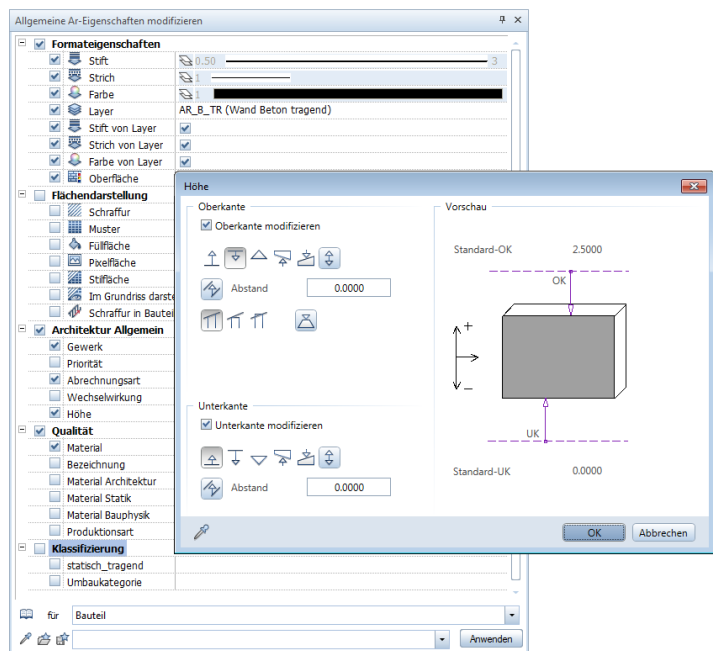 Allgemeine Ar-Eigenschaften modifizieren
Formateigenschaften
Stift 0.50 3
Strich 1
Farbe 1
Layer AR_B_TR (Wand Beton tragend)
Stift von Layer
Strich von Layer
Farbe von Layer
Oberfläche
Flächendarstellung
Schraffur
Muster
Füllfläche
Pixelfläche
Stilfläche
Im Grundriss darste
Schraffur in Bautei
Architektur Allgemein
Gewerk
Priorität
Abrechnungsart
Wechselwirkung
Höhe
Qualität
Material
Bezeichnung
Material Architektur
Material Statik
Material Bauphysik
Produktionsart
Klassifizierung
statisch_tragend
Umbaukategorie
für Bauteil
Anwenden
Höhe
Oberkante
Oberkante modifizieren
Abstand 0.0000
Unterkante
Unterkante modifizieren
Abstand 0.0000
Vorschau
Standard-OK 2.5000
OK
+
–
UK
Standard-UK 0.0000
OK Abbrechen